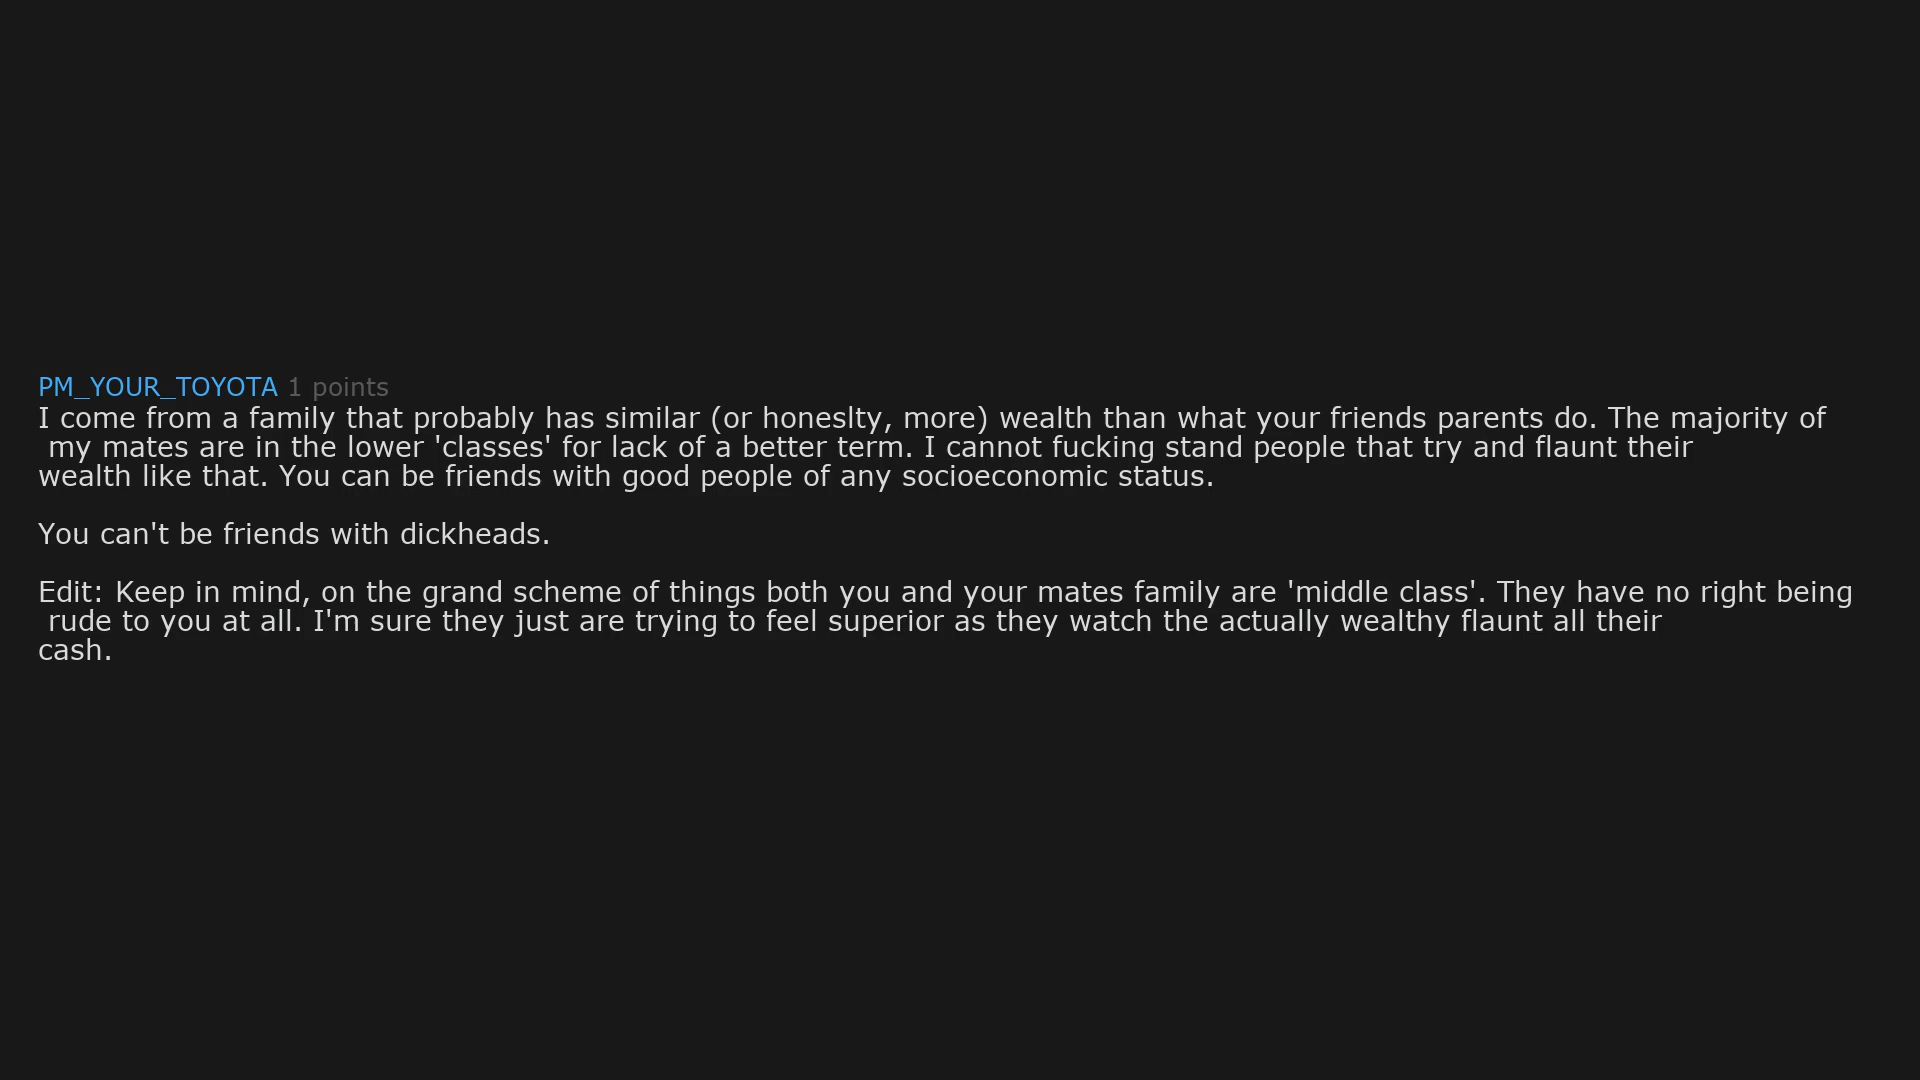 PM_YOUR_TOYOTA 1 points
I come from a family that probably has similar (or honeslty, more) wealth than what your friends parents do. The majority of
my mates are in the lower 'classes' for lack of a better term. I cannot fucking stand people that try and flaunt their
wealth like that. You can be friends with good people of any socioeconomic status.
You can't be friends with dickheads.
Edit: Keep in mind, on the grand scheme of things both you and your mates family are 'middle class'. They have no right being
rude to you at all. I'm sure they just are trying to feel superior as they watch the actually wealthy flaunt all their
cash.